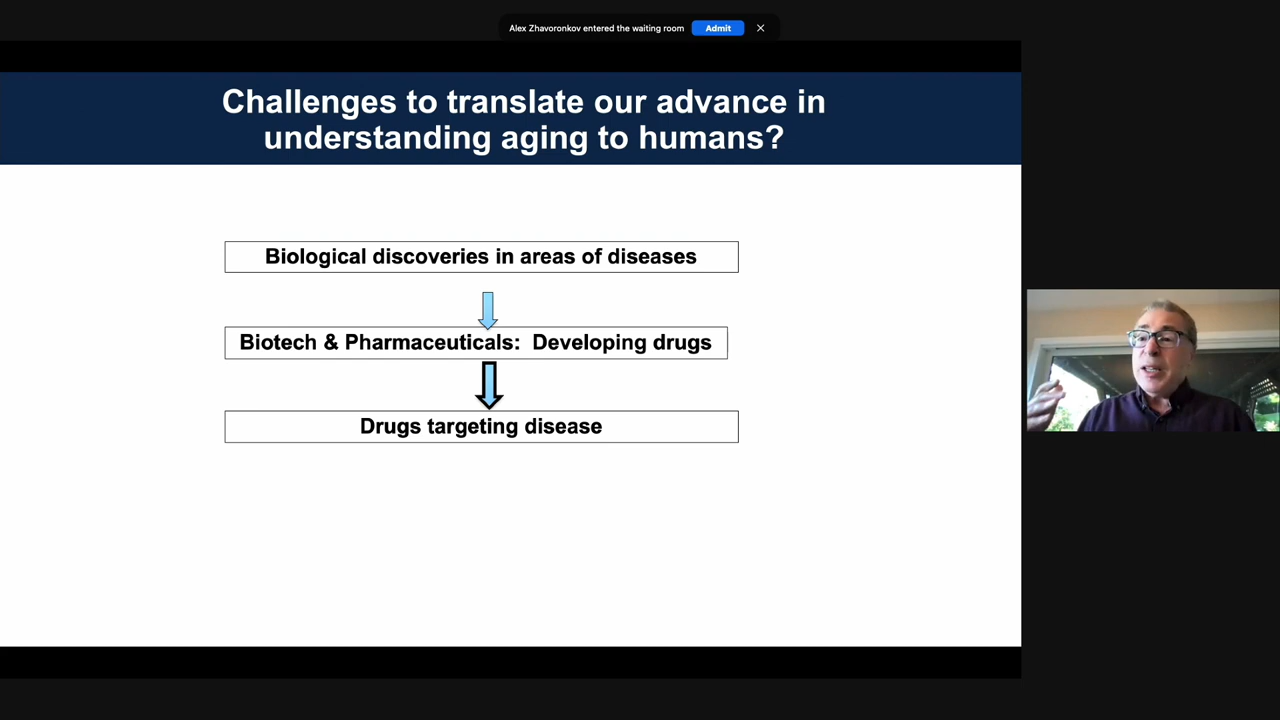 Alex Zhavoronkov entered the waiting room Admit
Challenges to translate our advance in
understanding aging to humans?
Biological discoveries in areas of diseases
Biotech & Pharmaceuticals: Developing drugs
Drugs targeting disease